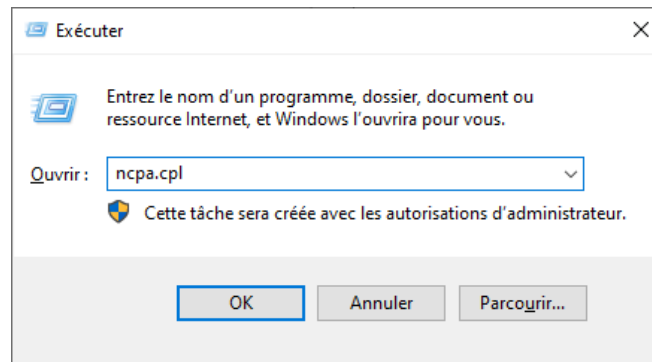 Exécuter
Entrez le nom d'un programme, dossier, document ou
ressource Internet, et Windows l'ouvrira pour vous.
Ouvrir : ncpa.cpl
Cette tâche sera créée avec les autorisations d'administrateur.
OK Annuler Parcourir...